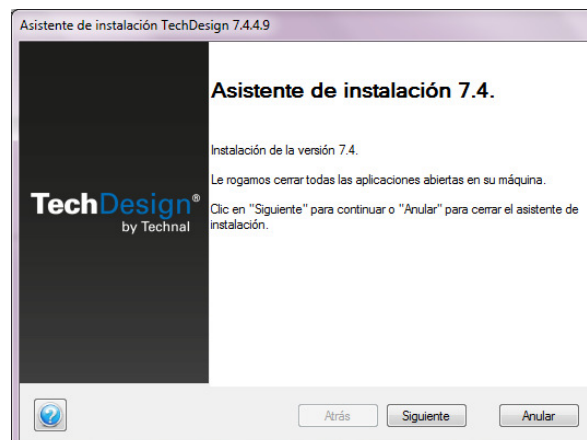 Asistente de instalación TechDesign 7.4.4.9
Asistente de instalación 7.4.
Instalación de la versión 7.4.
Le rogamos cerrar todas las aplicaciones abiertas en su máquina.
Clic en "Siguiente" para continuar o "Anular" para cerrar el asistente de
instalación.
TechDesign®
by Technal
?
Atrás
Siguiente
Anular